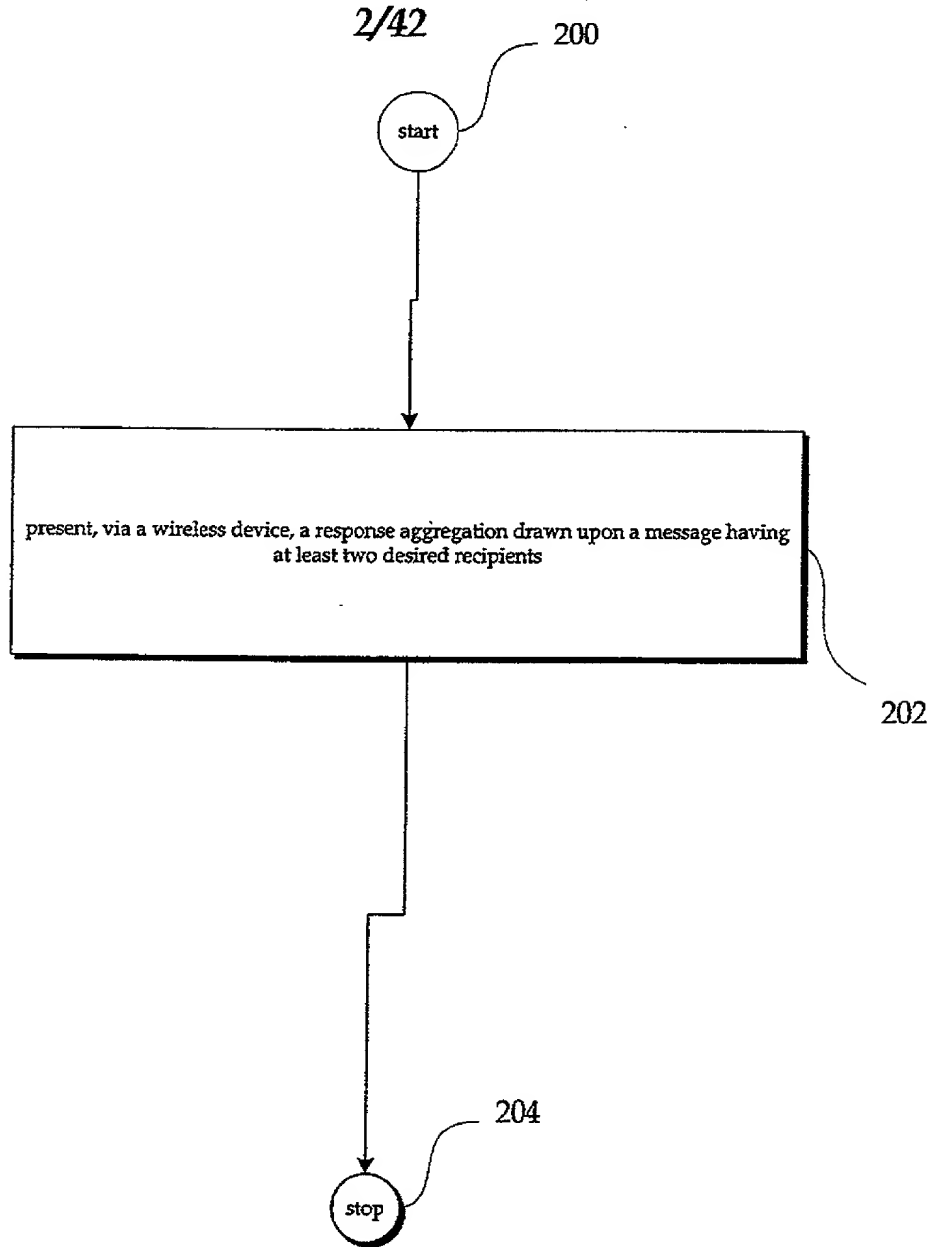 2/42
200
start
present, via a wireless device, a response aggregation drawn upon a message having
at least two desired recipients
202
204
stop